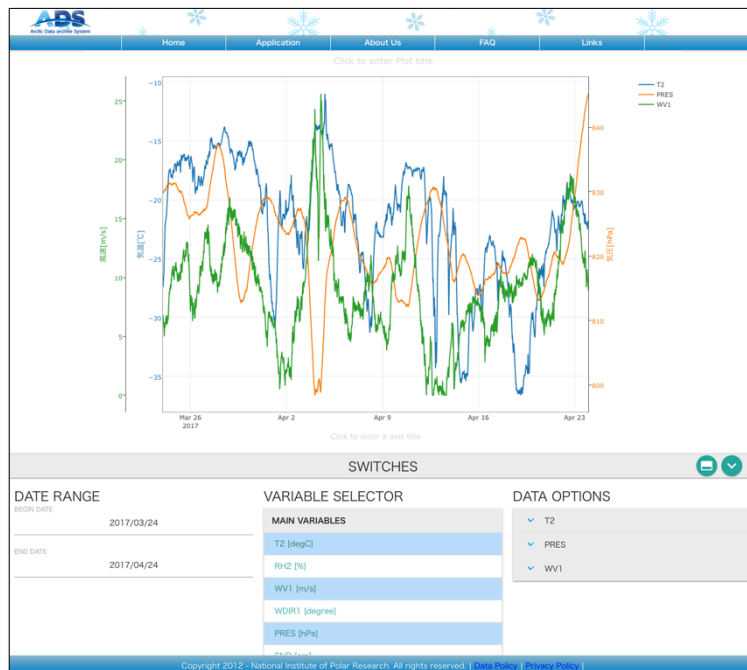 ADS
Arctic Data archive System
Home Application About Us FAQ Links
Click to enter Plot title
T2
PRES
WV1
風速[m/s]
25
20
15
10
5
0
気温[℃]
−10
−15
−20
−25
−30
−35
気圧[hPa]
840
830
820
810
800
Mar 26
2017
Apr 2
Apr 9
Apr 16
Apr 23
Click to enter X axis title
SWITCHES
DATE RANGE
BEGIN DATE
2017/03/24
END DATE
2017/04/24
VARIABLE SELECTOR
MAIN VARIABLES
T2 [degC]
RH2 [%]
WV1 [m/s]
WDIR1 [degree]
PRES [hPa]
DATA OPTIONS
T2
PRES
WV1
Copyright 2012 - National Institute of Polar Research. All rights reserved. | Data Policy | Privacy Policy |